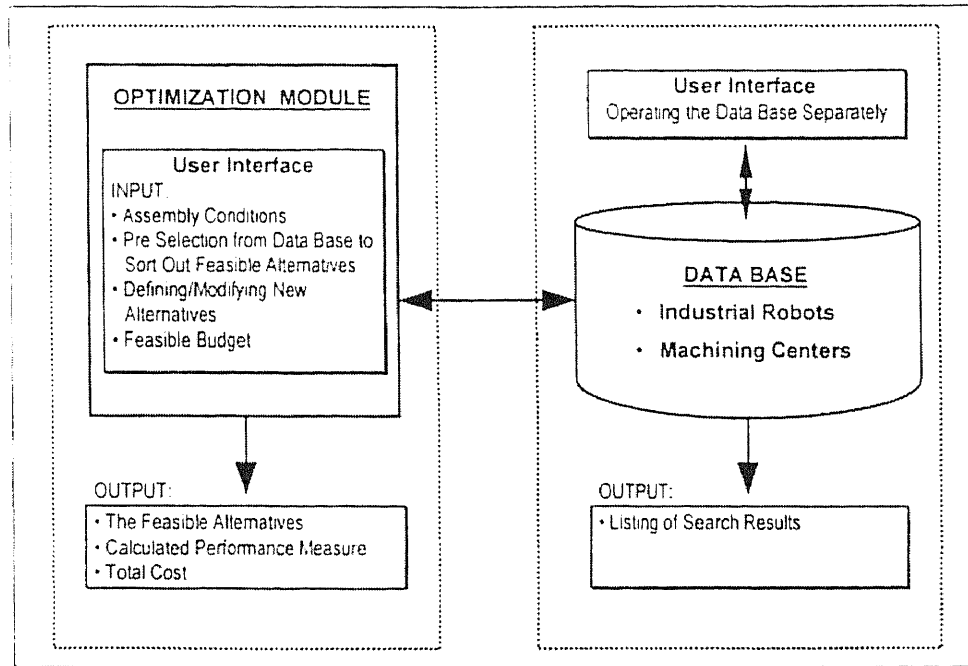 OPTIMIZATION MODULE
User Interface
INPUT:
• Assembly Conditions
• Pre Selection from Data Base to
Sort Out Feasible Alternatives
• Defining/Modifying New
Alternatives
• Feasible Budget
OUTPUT:
• The Feasible Alternatives
• Calculated Performance Measure
• Total Cost
User Interface
Operating the Data Base Separately
DATA BASE
• Industrial Robots
• Machining Centers
OUTPUT:
• Listing of Search Results